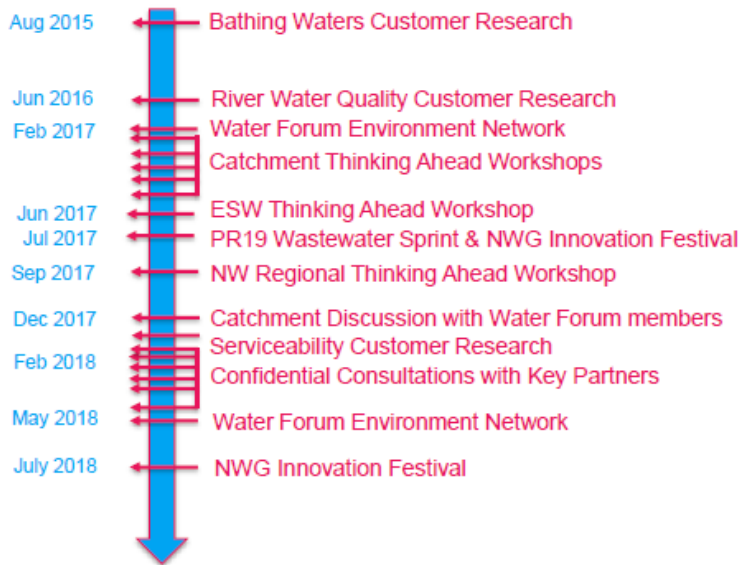 Aug 2015 Bathing Waters Customer Research
Jun 2016 River Water Quality Customer Research
Feb 2017 Water Forum Environment Network
Catchment Thinking Ahead Workshops
Jun 2017 ESW Thinking Ahead Workshop
Jul 2017 PR19 Wastewater Sprint & NWG Innovation Festival
Sep 2017 NW Regional Thinking Ahead Workshop
Dec 2017 Catchment Discussion with Water Forum members
Serviceability Customer Research
Feb 2018 Confidential Consultations with Key Partners
May 2018 Water Forum Environment Network
July 2018 NWG Innovation Festival